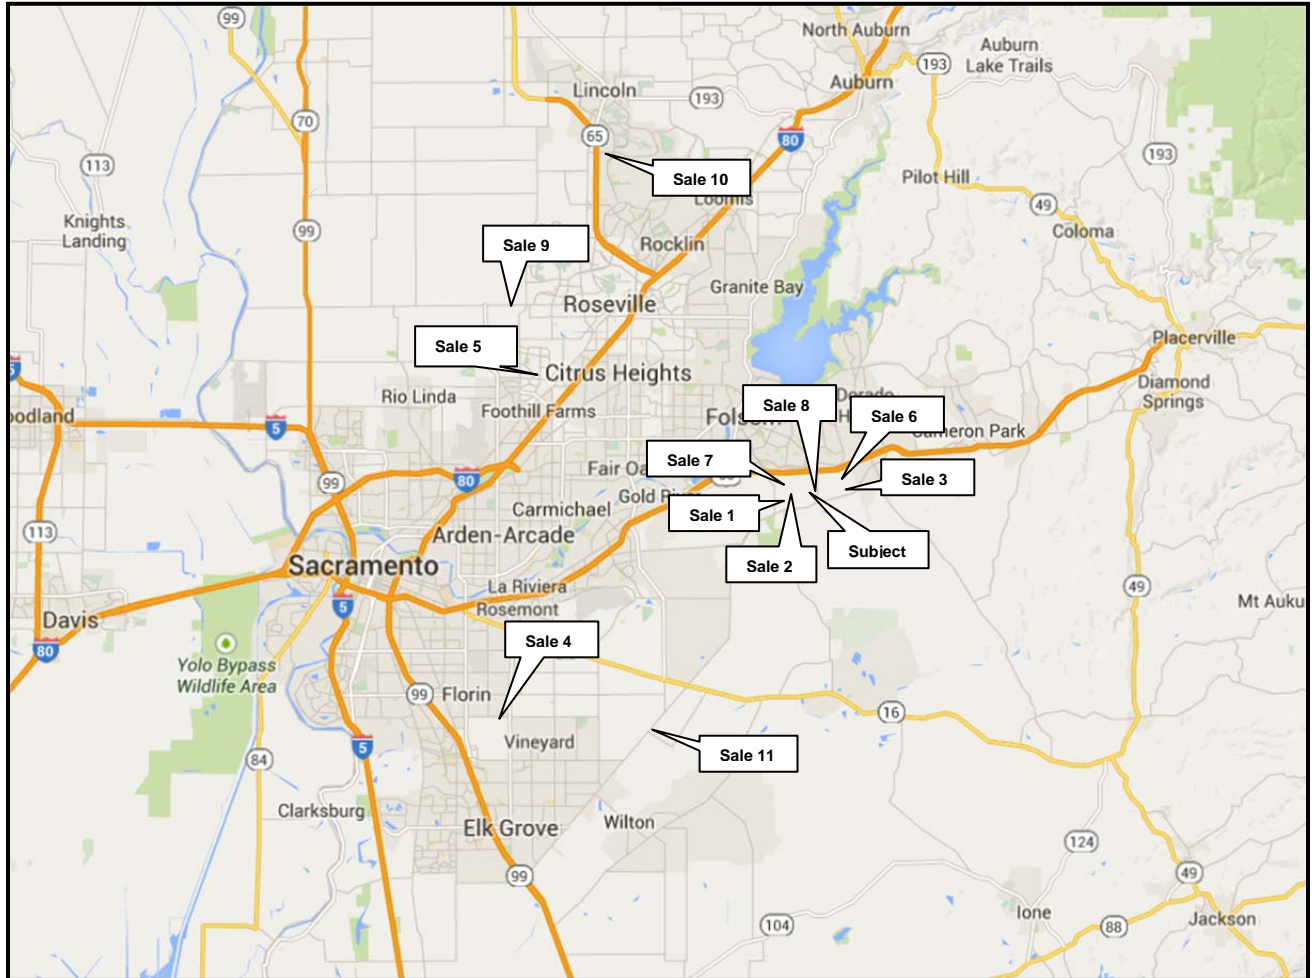 99
North Auburn
Auburn
Lake Trails
193
Auburn
Lincoln
193
70
65
80
193
113
Sale 10
Pilot Hill
49
Loomis
Knights
Landing
99
Coloma
Sale 9
Rocklin
Granite Bay
Roseville
Placerville
Sale 5
5
Citrus Heights
Diamond
Springs
Rio Linda
Foothill Farms
Sale 8
Sale 6
5
Cameron Park
Sale 7
Fair
80
Sale 3
99
Gold
Carmichael
Sale 1
113
Arden-Arcade
Subject
Sacramento
Sale 2
La Riviera
49
5
Rosemont
Mt
Davis
80
Sale 4
Yolo Bypass
Wildlife Area
99
Florin
16
Vineyard
5
Sale 11
84
Clarksburg
Elk Grove
Wilton
124
99
49
Ione
Jackson
104
88